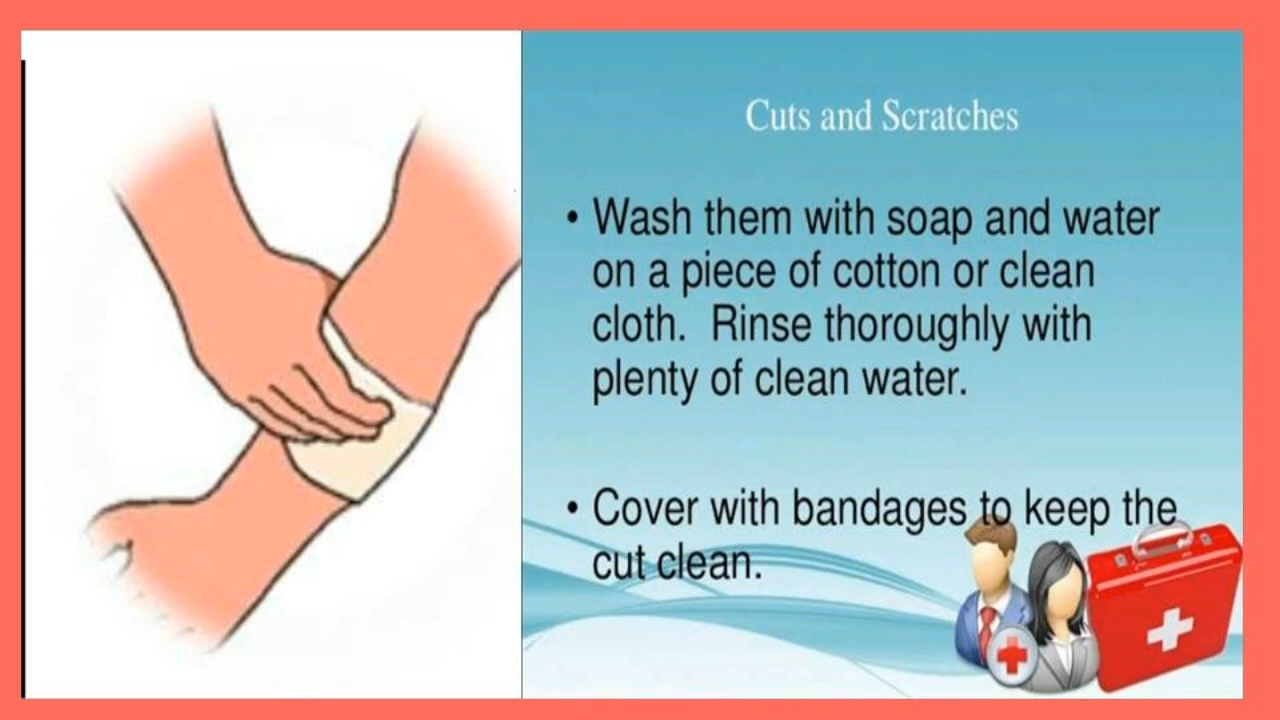 Cuts and Scratches
• Wash them with soap and water
on a piece of cotton or clean
cloth.  Rinse thoroughly with
plenty of clean water.
• Cover with bandages to keep the
cut clean.